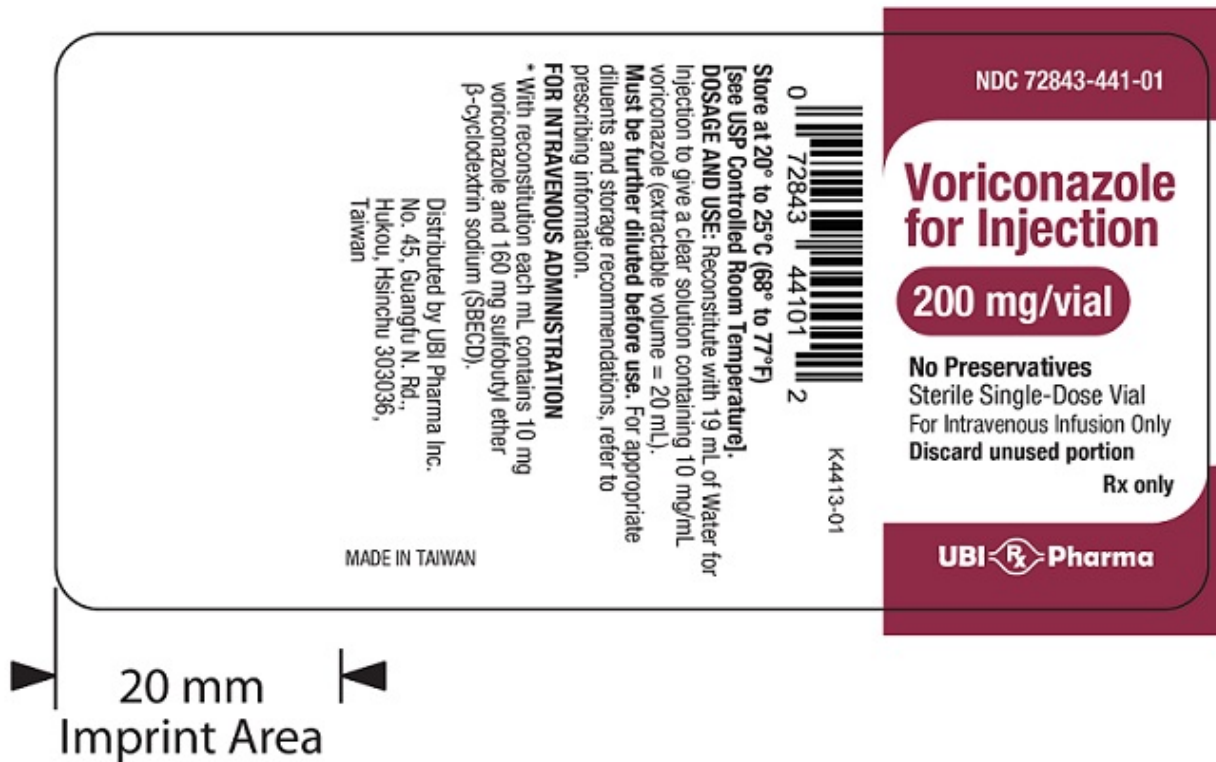 NDC 72843-441-01
Voriconazole
for Injection
200 mg/vial
No Preservatives
Sterile Single-Dose Vial
For Intravenous Infusion Only
Discard unused portion
Rx only
UBI Rx Pharma
K4413-01
0 72843 44101 2
Store at 20° to 25°C (68° to 77°F)
[see USP Controlled Room Temperature].
DOSAGE AND USE: Reconstitute with 19 mL of Water for
Injection to give a clear solution containing 10 mg/mL
voriconazole (extractable volume = 20 mL).
Must be further diluted before use. For appropriate
diluents and storage recommendations, refer to
prescribing information.
FOR INTRAVENOUS ADMINISTRATION
* With reconstitution each mL contains 10 mg
voriconazole and 160 mg sulfobutyl ether
β-cyclodextrin sodium (SBECD).
Distributed by UBI Pharma Inc.
No. 45, Guangfu N. Rd.,
Hukou, Hsinchu 303036,
Taiwan
MADE IN TAIWAN
20 mm
Imprint Area